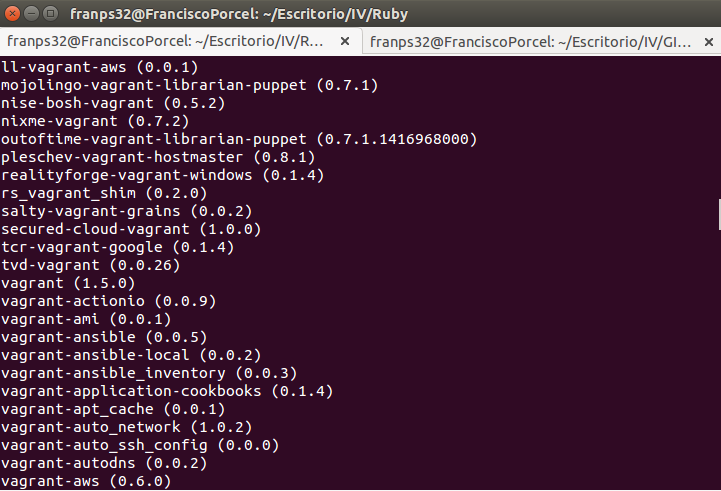 franps32@FranciscoPorcel: ~/Escritorio/IV/Ruby
franps32@FranciscoPorcel: ~/Escritorio/IV/R...
franps32@FranciscoPorcel: ~/Escritorio/IV/GI...
ll-vagrant-aws (0.0.1)
mojolingo-vagrant-librarian-puppet (0.7.1)
nise-bosh-vagrant (0.5.2)
nixme-vagrant (0.7.2)
outoftime-vagrant-librarian-puppet (0.7.1.1416968000)
pleschev-vagrant-hostmaster (0.8.1)
realityforge-vagrant-windows (0.1.4)
rs_vagrant_shim (0.2.0)
salty-vagrant-grains (0.0.2)
secured-cloud-vagrant (1.0.0)
tcr-vagrant-google (0.1.4)
tvd-vagrant (0.0.26)
vagrant (1.5.0)
vagrant-actionio (0.0.9)
vagrant-ami (0.0.1)
vagrant-ansible (0.0.5)
vagrant-ansible-local (0.0.2)
vagrant-ansible_inventory (0.0.3)
vagrant-application-cookbooks (0.1.4)
vagrant-apt_cache (0.0.1)
vagrant-auto_network (1.0.2)
vagrant-auto_ssh_config (0.0.0)
vagrant-autodns (0.0.2)
vagrant-aws (0.6.0)